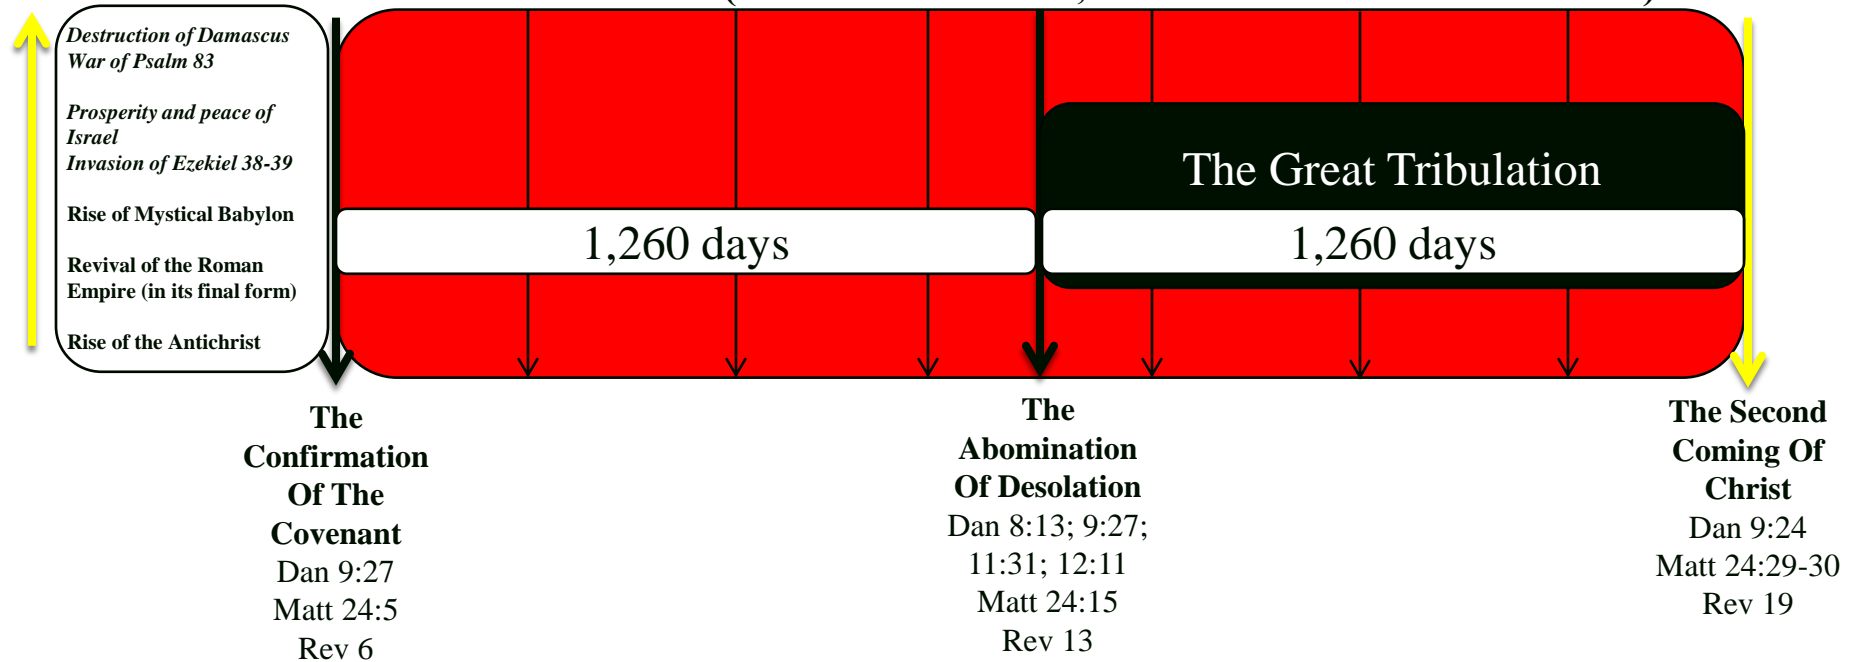 Destruction of Damascus
War of Psalm 83
Prosperity and peace of
Israel
Invasion of Ezekiel 38-39
Rise of Mystical Babylon
Revival of the Roman
Empire (in its final form)
Rise of the Antichrist
The Great Tribulation
1,260 days
1,260 days
The
Confirmation
Of The
Covenant
Dan 9:27
Matt 24:5
Rev 6
The
Abomination
Of Desolation
Dan 8:13; 9:27;
11:31; 12:11
Matt 24:15
Rev 13
The Second
Coming Of
Christ
Dan 9:24
Matt 24:29-30
Rev 19